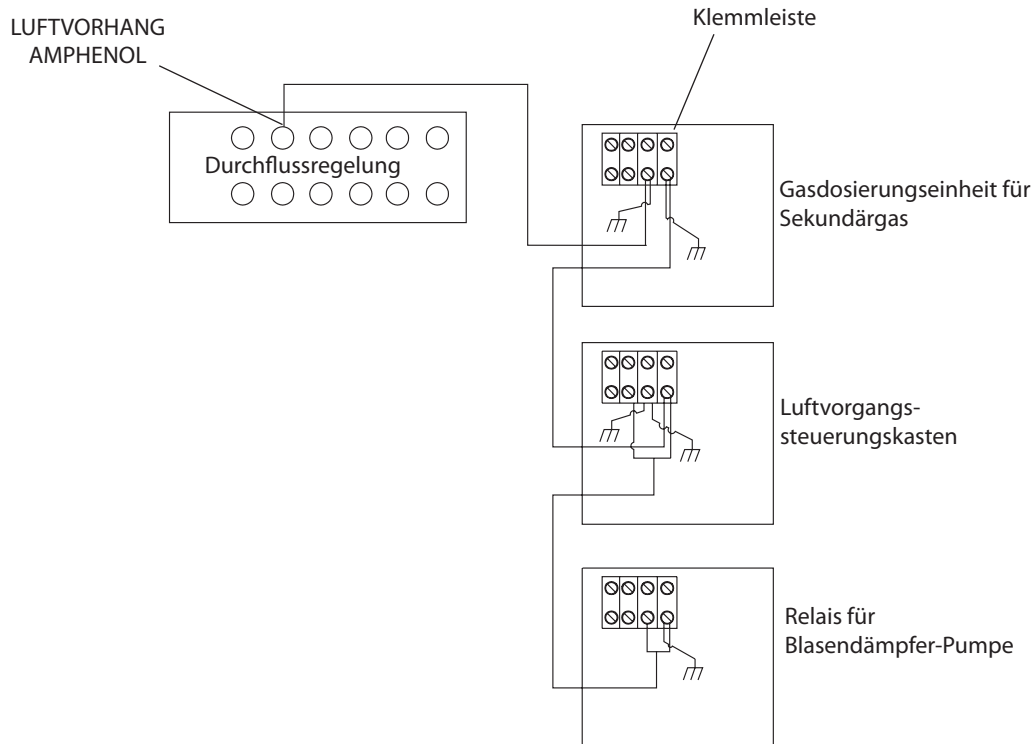 LUFTVORHANG
AMPHENOL
Klemmleiste
Durchflussregelung
Gasdosierungseinheit für
Sekundärgas
Luftvorgangs-
steuerungskasten
Relais für
Blasendämpfer-Pumpe